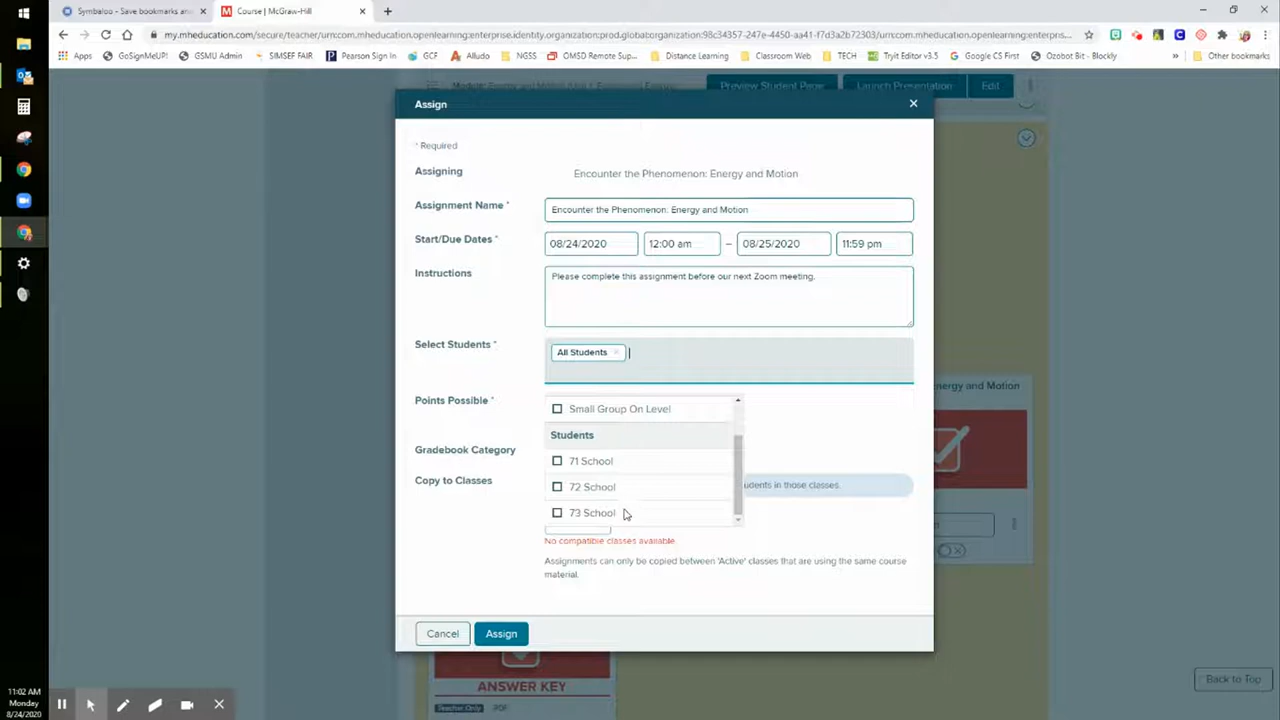 Symbaloo - Save bookmarks and
Course | McGraw-Hill
my.mheducation.com/secure/teacher/urn:com.mheducation.openlearning:enterprise.identity.organization:prod.globalorganization:98c34357-247e-4450-aa41-f7d3a2b72303/urn:com.mheducation.openlearning:enterpris...
Apps
GoSignMeUP!
GSMU Admin
SIMSEF FAIR
Pearson Sign In
GCF
Alludo
NGSS
OMSD Remote Sup...
Distance Learning
Classroom Web
TECH
TryIt Editor v3.5
Google CS First
Ozobot Bit - Blockly
Other bookmarks
Preview Student Page
Launch Presentation
Edit
Assign
* Required
Assigning
Encounter the Phenomenon: Energy and Motion
Assignment Name *
Encounter the Phenomenon: Energy and Motion
Start/Due Dates *
08/24/2020 12:00 am – 08/25/2020 11:59 pm
Instructions
Please complete this assignment before our next Zoom meeting.
Select Students *
All Students
Points Possible *
Small Group On Level
Students
71 School
Gradebook Category
Copy to Classes
72 School
udents in those classes.
73 School
No compatible classes available.
Assignments can only be copied between 'Active' classes that are using the same course
material.
Cancel
Assign
nergy and Motion
ANSWER KEY
Teacher Only
PDF
Back to Top
11:02 AM
Monday
8/24/2020